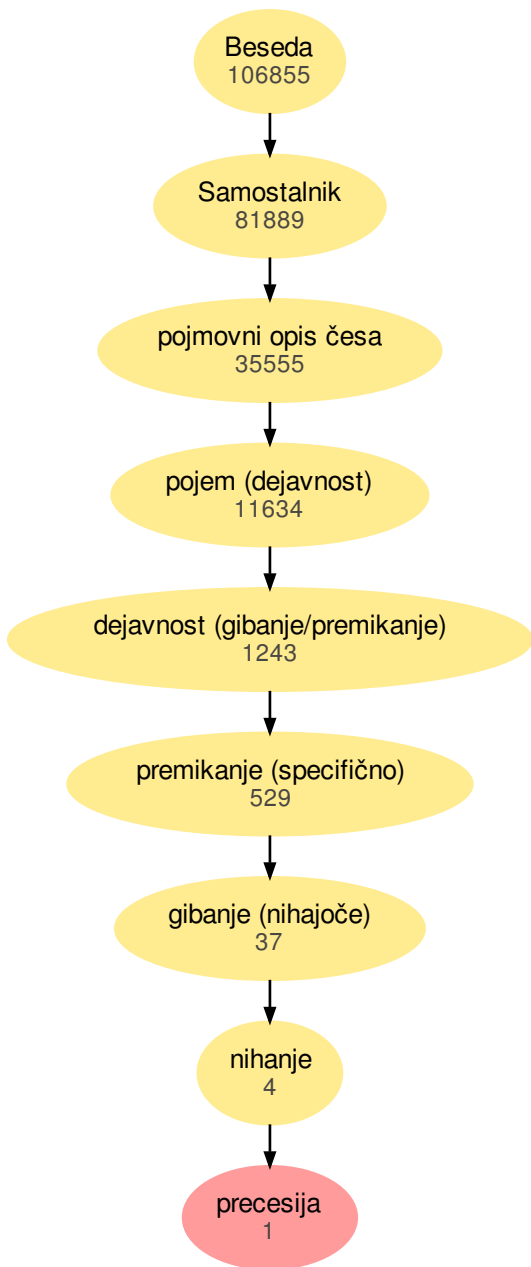 Beseda
106855
Samostalnik
81889
pojmovni opis česa
35555
pojem (dejavnost)
11634
dejavnost (gibanje/premikanje)
1243
premikanje (specifično)
529
gibanje (nihajoče)
37
nihanje
4
precesija
1